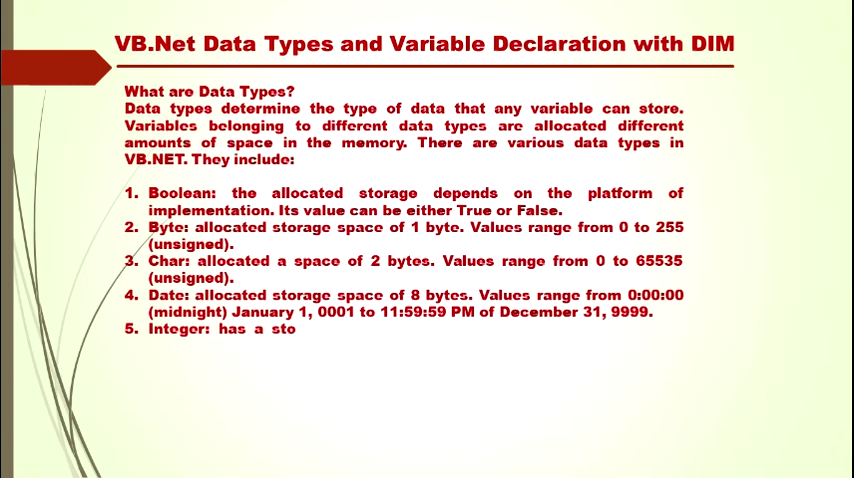 VB.Net Data Types and Variable Declaration with DIM
What are Data Types?
Data types determine the type of data that any variable can store.
Variables belonging to different data types are allocated different
amounts of space in the memory. There are various data types in
VB.NET. They include:
1. Boolean: the allocated storage depends on the platform of
implementation. Its value can be either True or False.
2. Byte: allocated storage space of 1 byte. Values range from 0 to 255
(unsigned).
3. Char: allocated a space of 2 bytes. Values range from 0 to 65535
(unsigned).
4. Date: allocated storage space of 8 bytes. Values range from 0:00:00
(midnight) January 1, 0001 to 11:59:59 PM of December 31, 9999.
5. Integer: has a sto